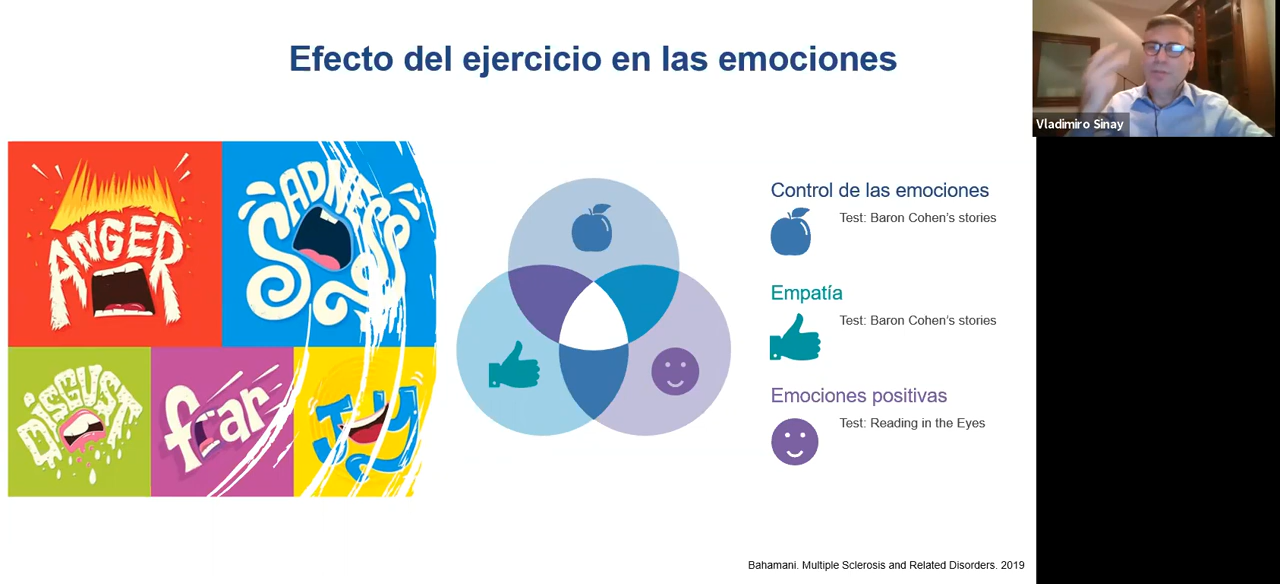 Efecto del ejercicio en las emociones
Vladimiro Sinay
ANGER
SADNESS
DISGUST
fear
Joy
Control de las emociones
Test: Baron Cohen's stories
Empatía
Test: Baron Cohen's stories
Emociones positivas
Test: Reading in the Eyes
Bahamani. Multiple Sclerosis and Related Disorders. 2019